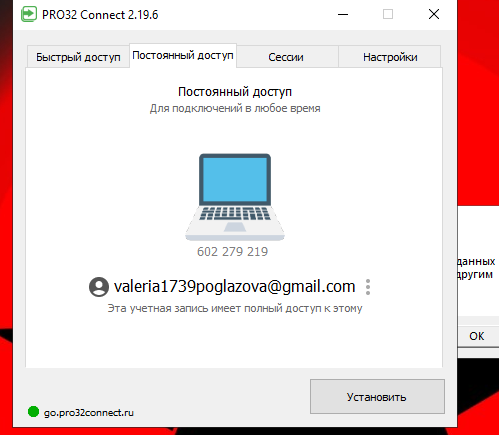 PRO32 Connect 2.19.6
Быстрый доступ
Постоянный доступ
Сессии
Настройки
Постоянный доступ
Для подключений в любое время
602 279 219
valeria1739poglazova@gmail.com
Эта учетная запись имеет полный доступ к этому
данных
другим
OK
Установить
go.pro32connect.ru